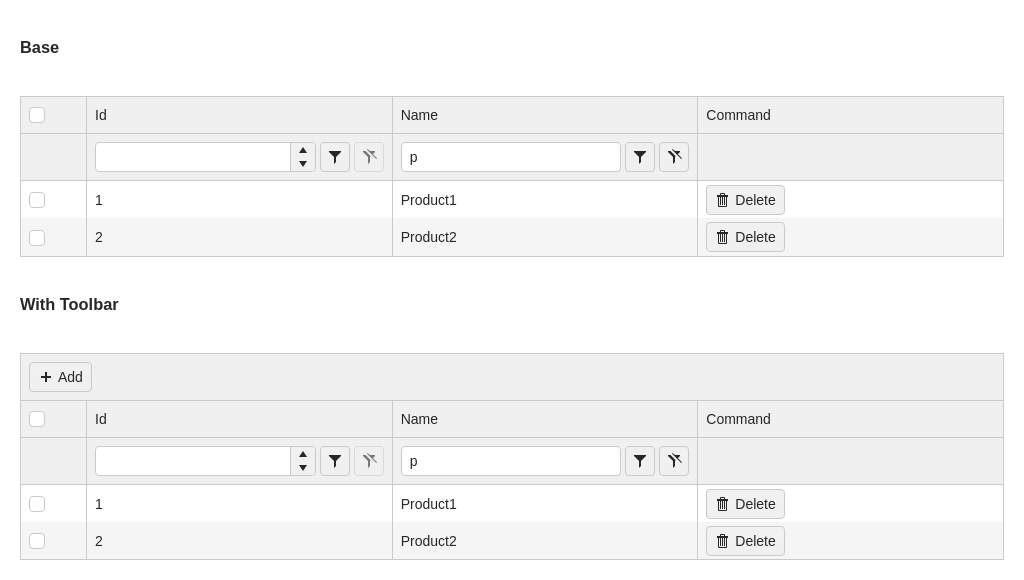 Base
Id Name Command
p
1 Product1 Delete
2 Product2 Delete
With Toolbar
Add
Id Name Command
p
1 Product1 Delete
2 Product2 Delete